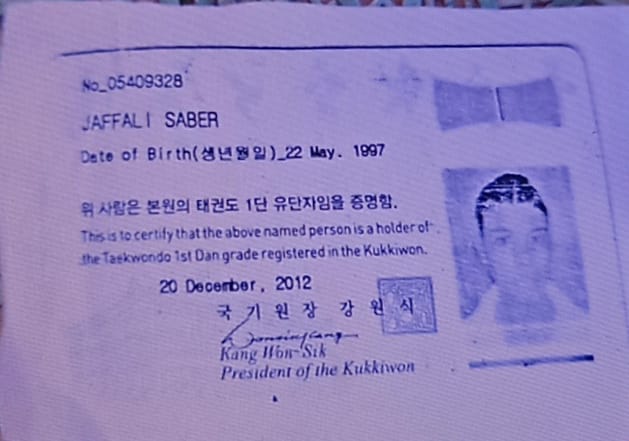 No_05409328
JAFFALI SABER
Date of Birth(생년월일)_22 May. 1997
위 사람은 본원의 태권도 1단 유단자임을 증명함.
This is to certify that the above named person is a holder of
the Taekwondo 1st Dan grade registered in the Kukkiwon.
20 December, 2012
국 기 원 장 강 원 식
Kang Won-Sik
President of the Kukkiwon